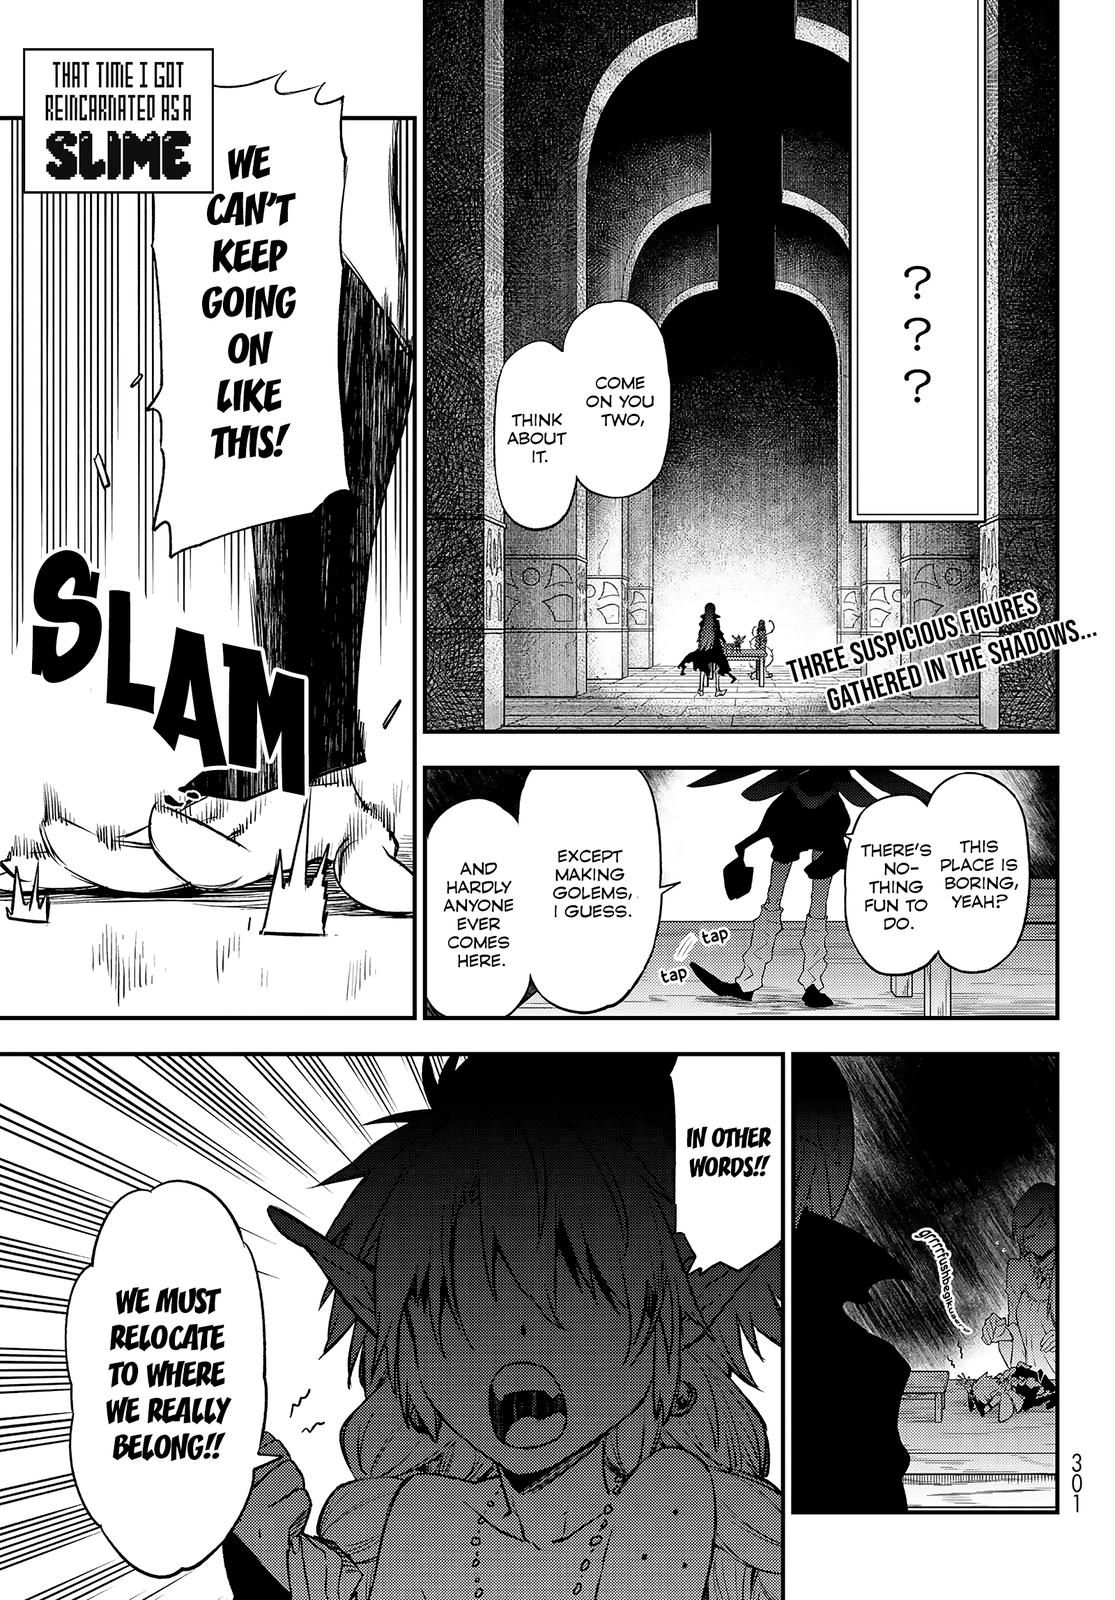 THAT TIME I GOT
REINCARNATED AS A
SLIME
?
?
?
COME
ON YOU
TWO,
THINK
ABOUT
IT.
THREE SUSPICIOUS FIGURES
GATHERED IN THE SHADOWS...
WE
CAN'T
KEEP
GOING
ON
LIKE
THIS!
SLAM
THIS
PLACE IS
BORING,
YEAH?
THERE'S
NO-
THING
FUN TO
DO.
tap
tap
EXCEPT
MAKING
GOLEMS,
I GUESS.
AND
HARDLY
ANYONE
EVER
COMES
HERE.
IN OTHER
WORDS!!
WE MUST
RELOCATE
TO WHERE
WE REALLY
BELONG!!
301